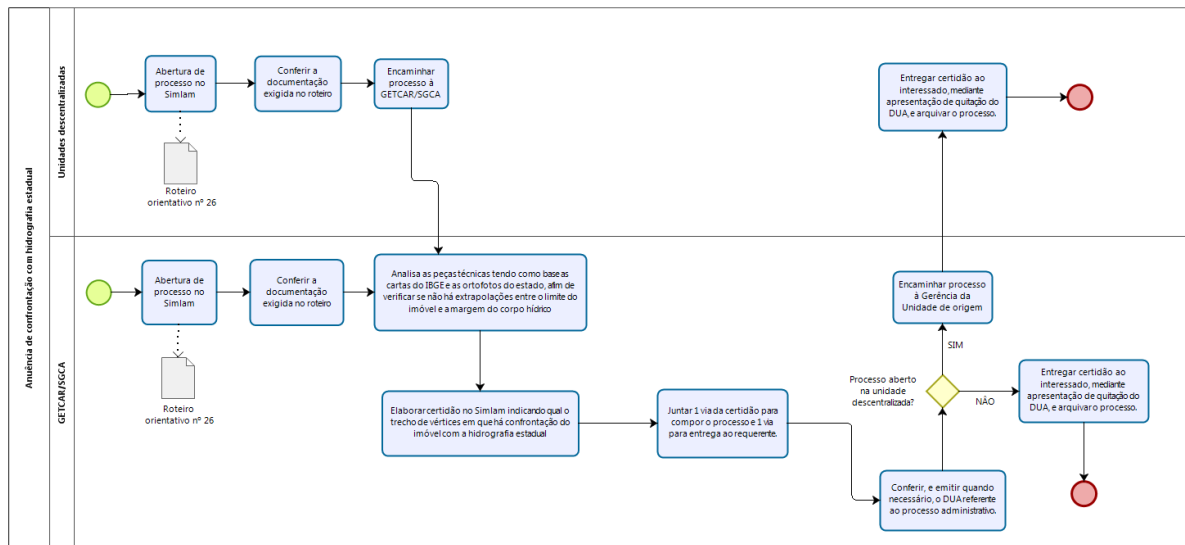 Anuência de confrontação com hidrografia estadual
Unidades descentralizadas
Abertura de
processo no
Simlam
Conferir a
documentação
exigida no roteiro
Encaminhar
processo à
GETCAR/SGCA
Roteiro
orientativo nº 26
Entregar certidão ao
interessado, mediante
apresentação de quitação do
DUA, e arquivar o processo.
GETCAR/SGCA
Abertura de
processo no
Simlam
Conferir a
documentação
exigida no roteiro
Analisa as peças técnicas tendo como base as
cartas do IBGE e as ortofotos do estado, afim de
verificar se não há extrapolações entre o limite do
imóvel e a margem do corpo hídrico
Roteiro
orientativo nº 26
Elaborar certidão no Simlam indicando qual o
trecho de vértices em que há confrontação do
imóvel com a hidrografia estadual
Juntar 1 via da certidão para
compor o processo e 1 via
para entrega ao requerente.
Conferir, e emitir quando
necessário, o DUA referente
ao processo administrativo.
Processo aberto
na unidade
descentralizada?
SIM
NÃO
Encaminhar processo
à Gerência da
Unidade de origem
Entregar certidão ao
interessado, mediante
apresentação de quitação do
DUA, e arquivar o processo.